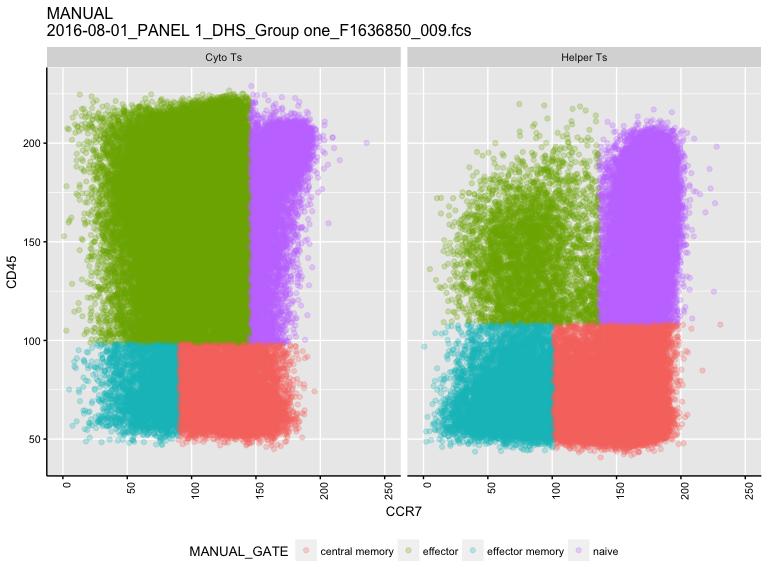 MANUAL
2016-08-01_PANEL 1_DHS_Group one_F1636850_009.fcs
Cyto Ts
Helper Ts
CD45
200
150
100
50
0
50
100
150
200
250
0
50
100
150
200
250
CCR7
MANUAL_GATE
central memory
effector
effector memory
naive